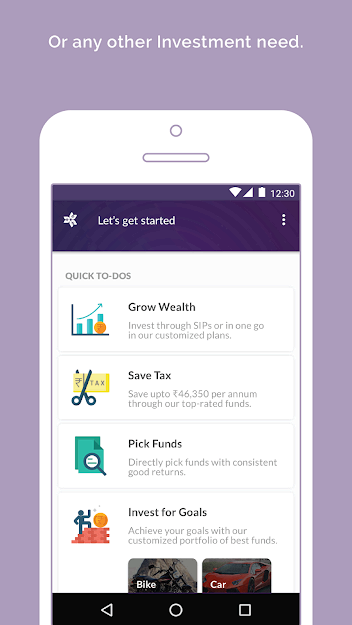 Or any other Investment need.
12:30
Let's get started
QUICK TO-DOS
Grow Wealth
Invest through SIPs or in one go
in our customized plans.
₹ TAX
Save Tax
Save upto ₹46,350 per annum
through our top-rated funds.
Pick Funds
Directly pick funds with consistent
good returns.
Invest for Goals
Achieve your goals with our
customized portfolio of best funds.
Bike
Car